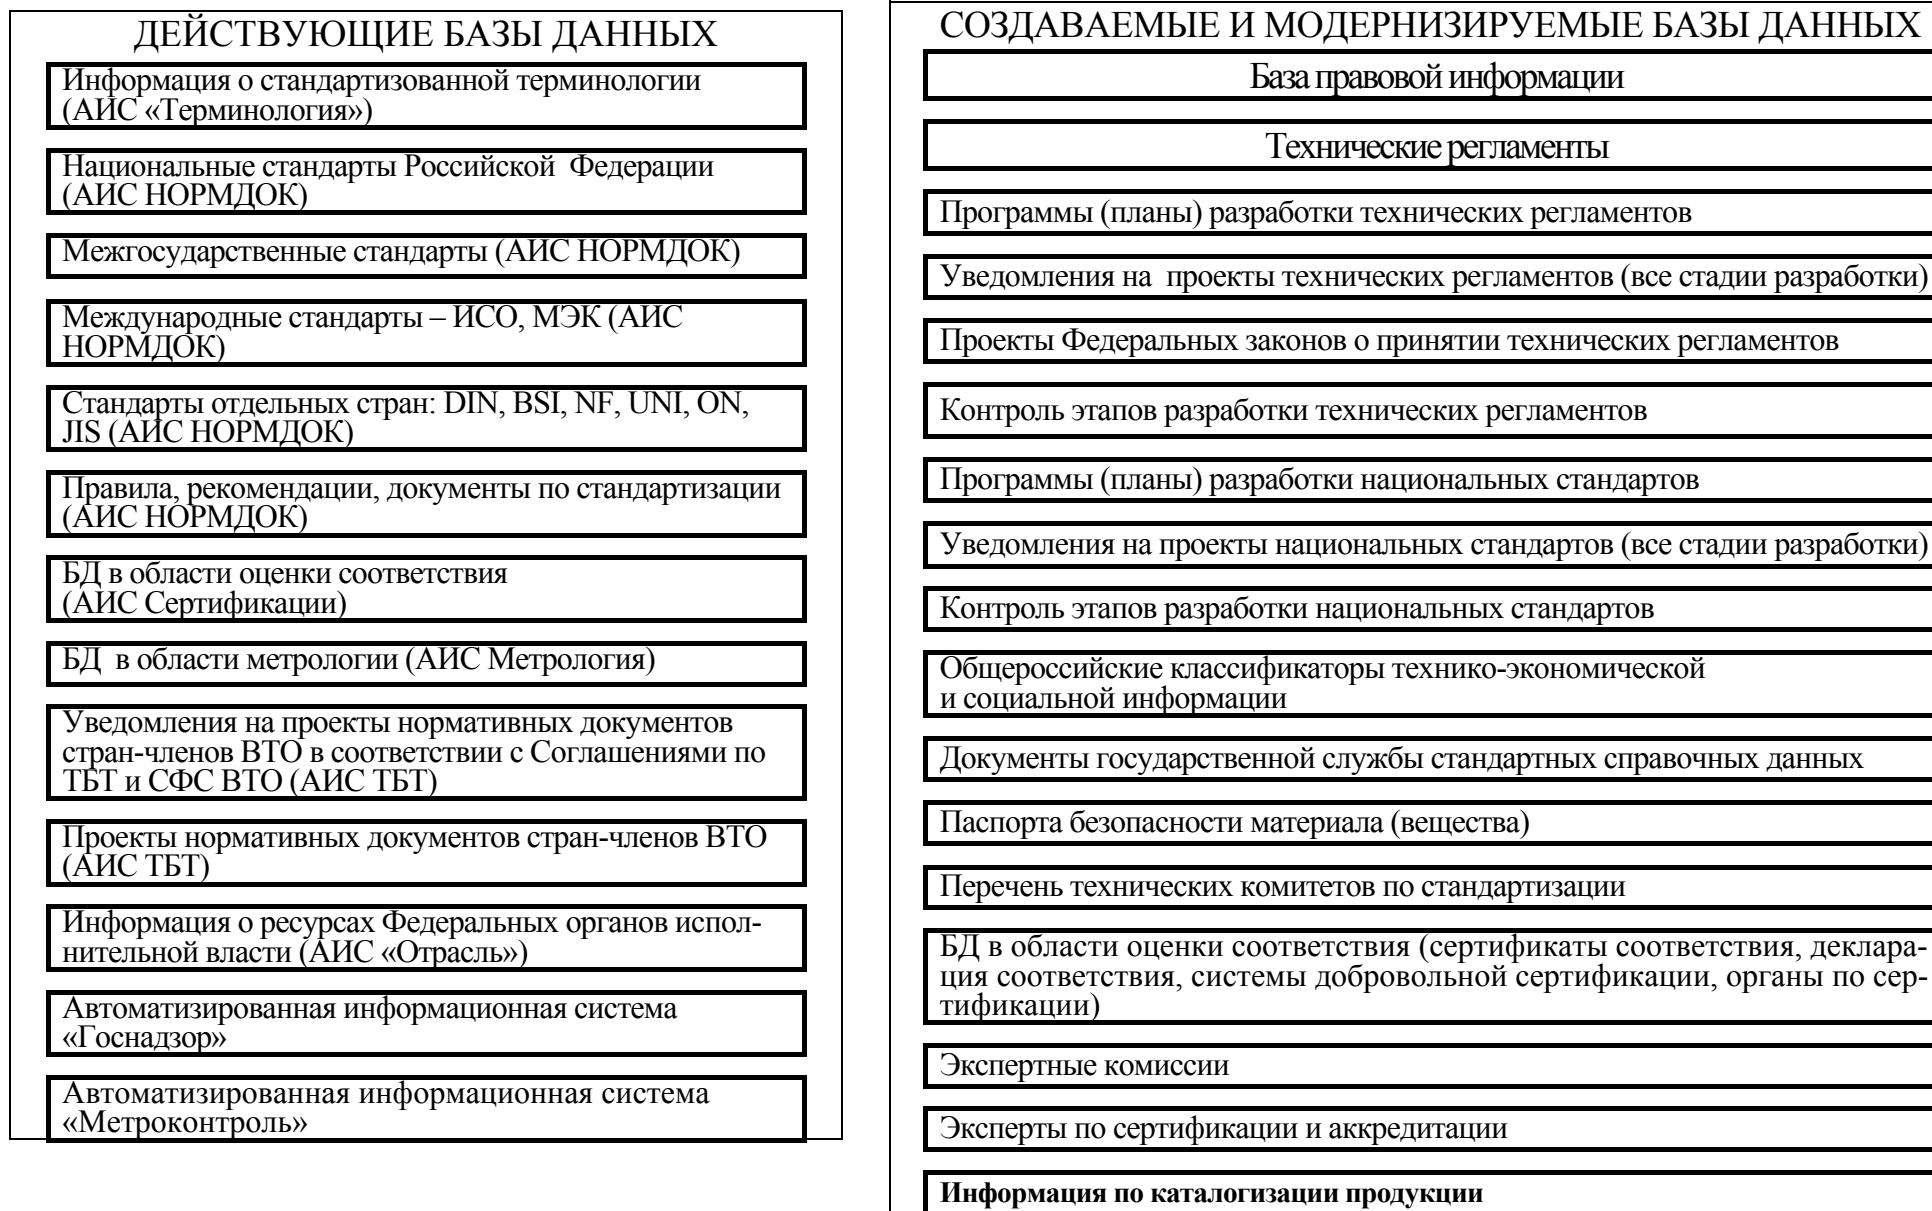 ДЕЙСТВУЮЩИЕ БАЗЫ ДАННЫХ
Информация о стандартизованной терминологии
(АИС «Терминология»)
Национальные стандарты Российской Федерации
(АИС НОРМДОК)
Межгосударственные стандарты (АИС НОРМДОК)
Международные стандарты – ИСО, МЭК (АИС
НОРМДОК)
Стандарты отдельных стран: DIN, BSI, NF, UNI, ON,
JIS (АИС НОРМДОК)
Правила, рекомендации, документы по стандартизации
(АИС НОРМДОК)
БД в области оценки соответствия
(АИС Сертификации)
БД в области метрологии (АИС Метрология)
Уведомления на проекты нормативных документов
стран-членов ВТО в соответствии с Соглашениями по
ТБТ и СФС ВТО (АИС ТБТ)
Проекты нормативных документов стран-членов ВТО
(АИС ТБТ)
Информация о ресурсах Федеральных органов испол-
нительной власти (АИС «Отрасль»)
Автоматизированная информационная система
«Госнадзор»
Автоматизированная информационная система
«Метроконтроль»
СОЗДАВАЕМЫЕ И МОДЕРНИЗИРУЕМЫЕ БАЗЫ ДАННЫХ
База правовой информации
Технические регламенты
Программы (планы) разработки технических регламентов
Уведомления на проекты технических регламентов (все стадии разработки)
Проекты Федеральных законов о принятии технических регламентов
Контроль этапов разработки технических регламентов
Программы (планы) разработки национальных стандартов
Уведомления на проекты национальных стандартов (все стадии разработки)
Контроль этапов разработки национальных стандартов
Общероссийские классификаторы технико-экономической
и социальной информации
Документы государственной службы стандартных справочных данных
Паспорта безопасности материала (вещества)
Перечень технических комитетов по стандартизации
БД в области оценки соответствия (сертификаты соответствия, деклара-
ция соответствия, системы добровольной сертификации, органы по сер-
тификации)
Экспертные комиссии
Эксперты по сертификации и аккредитации
Информация по каталогизации продукции